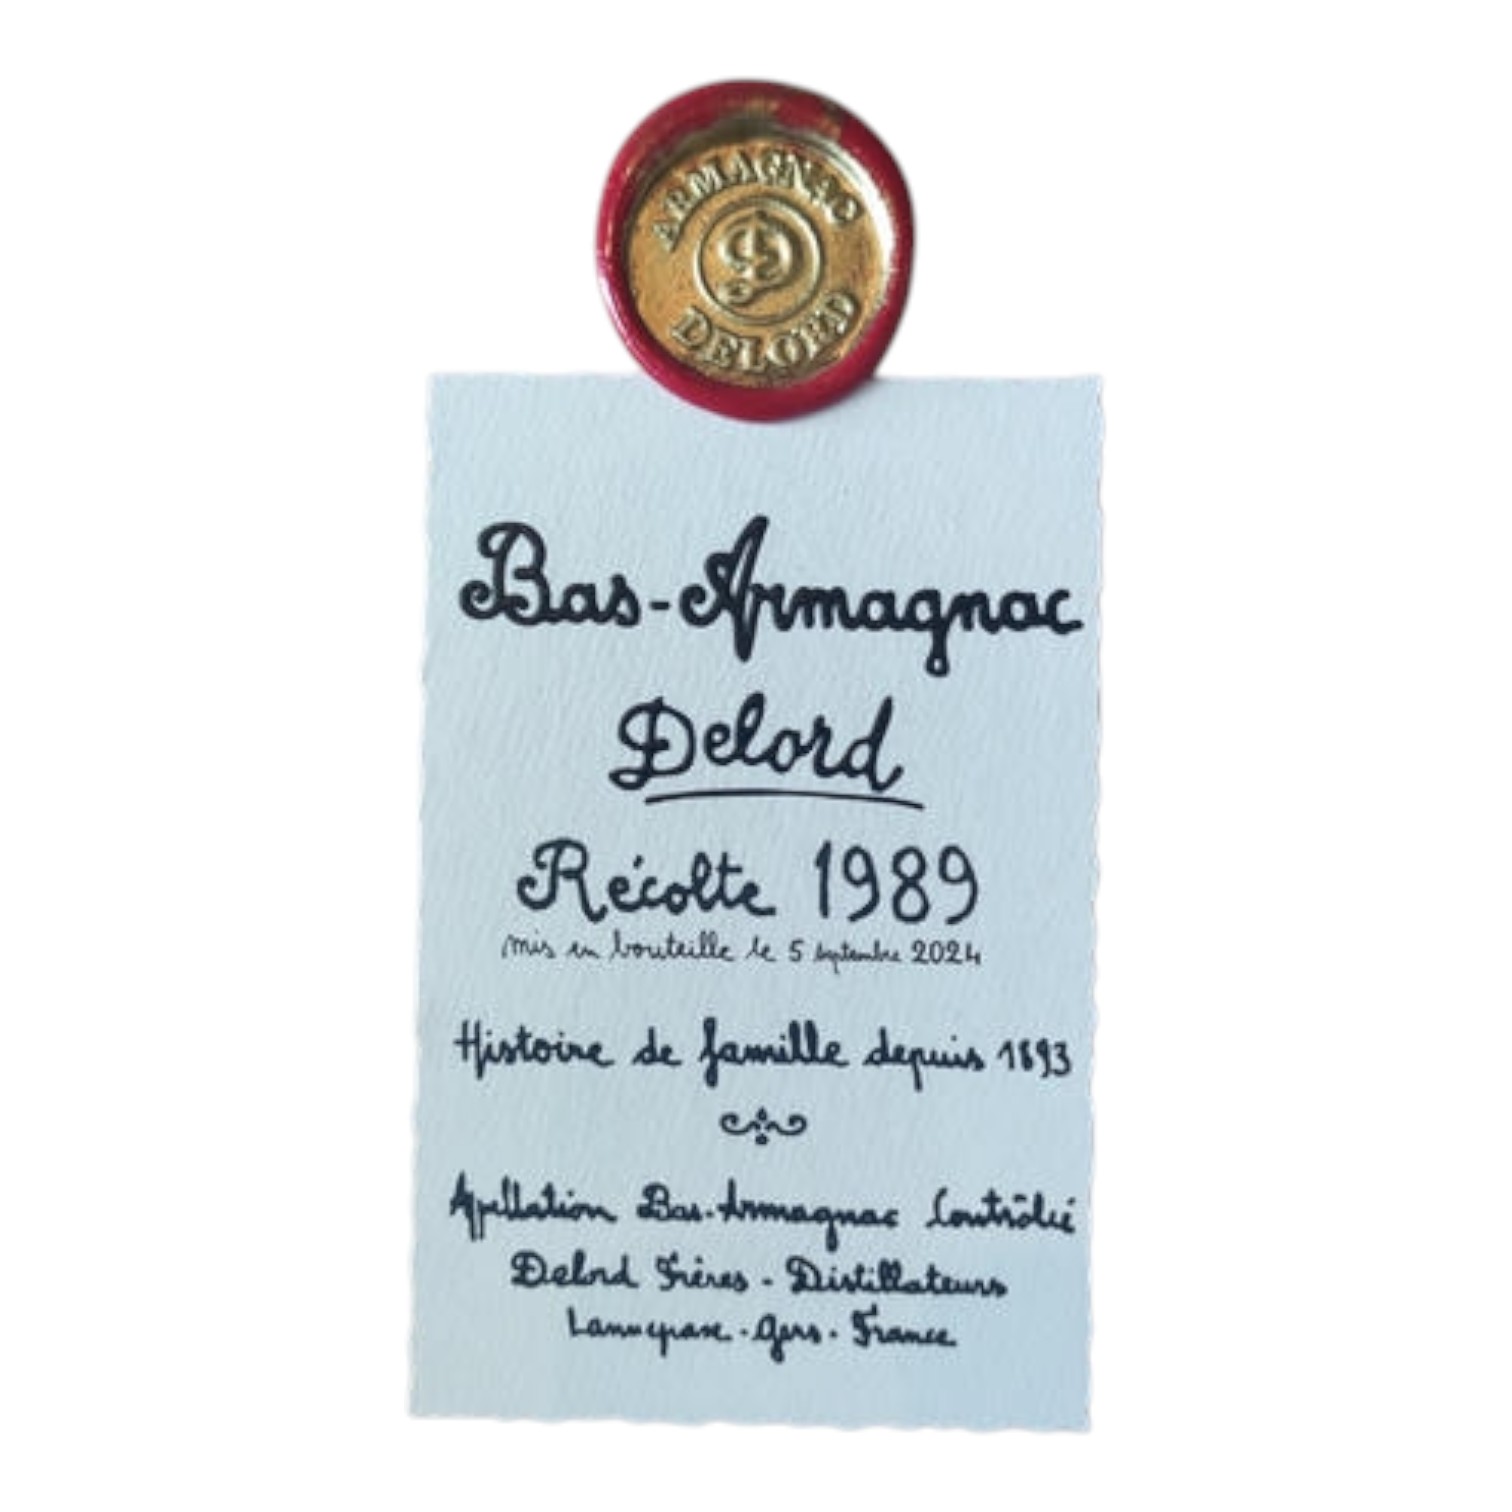 ARMAGNAC
DELORD
Bas-Armagnac
Delord
Récolte 1989
mis en bouteille le 5 septembre 2024
Histoire de famille depuis 1893
Appellation Bas-Armagnac Contrôlée
Delord Frères - Distillateurs
Lannepax - Gers - France